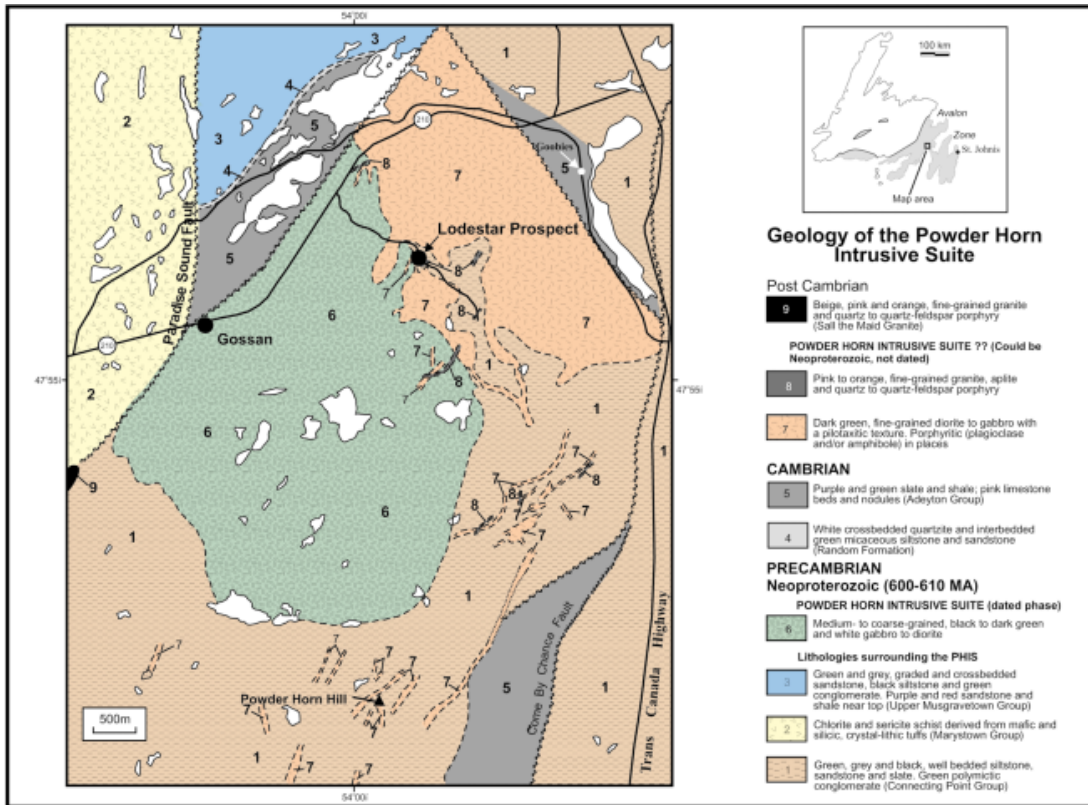 54°00i
3
1
4
2
5
210
3
7
Goobies
8
5
1
4
Paradise Sound Fault
Lodestar Prospect
5
8
7
8
6
7
7
Gossan
210
7
1
47°55i
8
47°55i
7
2
1
6
7
7
8
9
8
7
8
6
7
1
7
1
1
Come By Chance Fault
Trans Canada Highway
7
7
7
7
7
5
1
Powder Horn Hill
7
500m
7
1
7
7
54°00i
100 km
Avalon
Zone
St. Johnis
Map area
Geology of the Powder Horn
Intrusive Suite
Post Cambrian
9 Beige, pink and orange, fine-grained granite
and quartz to quartz-feldspar porphyry
(Sall the Maid Granite)
POWDER HORN INTRUSIVE SUITE ?? (Could be
Neoproterozoic, not dated)
8 Pink to orange, fine-grained granite, aplite
and quartz to quartz-feldspar porphyry
7 Dark green, fine-grained diorite to gabbro with
a pilotaxitic texture. Porphyritic (plagioclase
and/or amphibole) in places
CAMBRIAN
5 Purple and green slate and shale; pink limestone
beds and nodules (Adeyton Group)
4 White crossbedded quartzite and interbedded
green micaceous siltstone and sandstone
(Random Formation)
PRECAMBRIAN
Neoproterozoic (600-610 MA)
POWDER HORN INTRUSIVE SUITE (dated phase)
6 Medium- to coarse-grained, black to dark green
and white gabbro to diorite
Lithologies surrounding the PHIS
3 Green and grey, graded and crossbedded
sandstone, black siltstone and green
conglomerate. Purple and red sandstone and
shale near top (Upper Musgravetown Group)
2 Chlorite and sericite schist derived from mafic and
silicic, crystal-lithic tuffs (Marystown Group)
1 Green, grey and black, well bedded siltstone,
sandstone and slate. Green polymictic
conglomerate (Connecting Point Group)